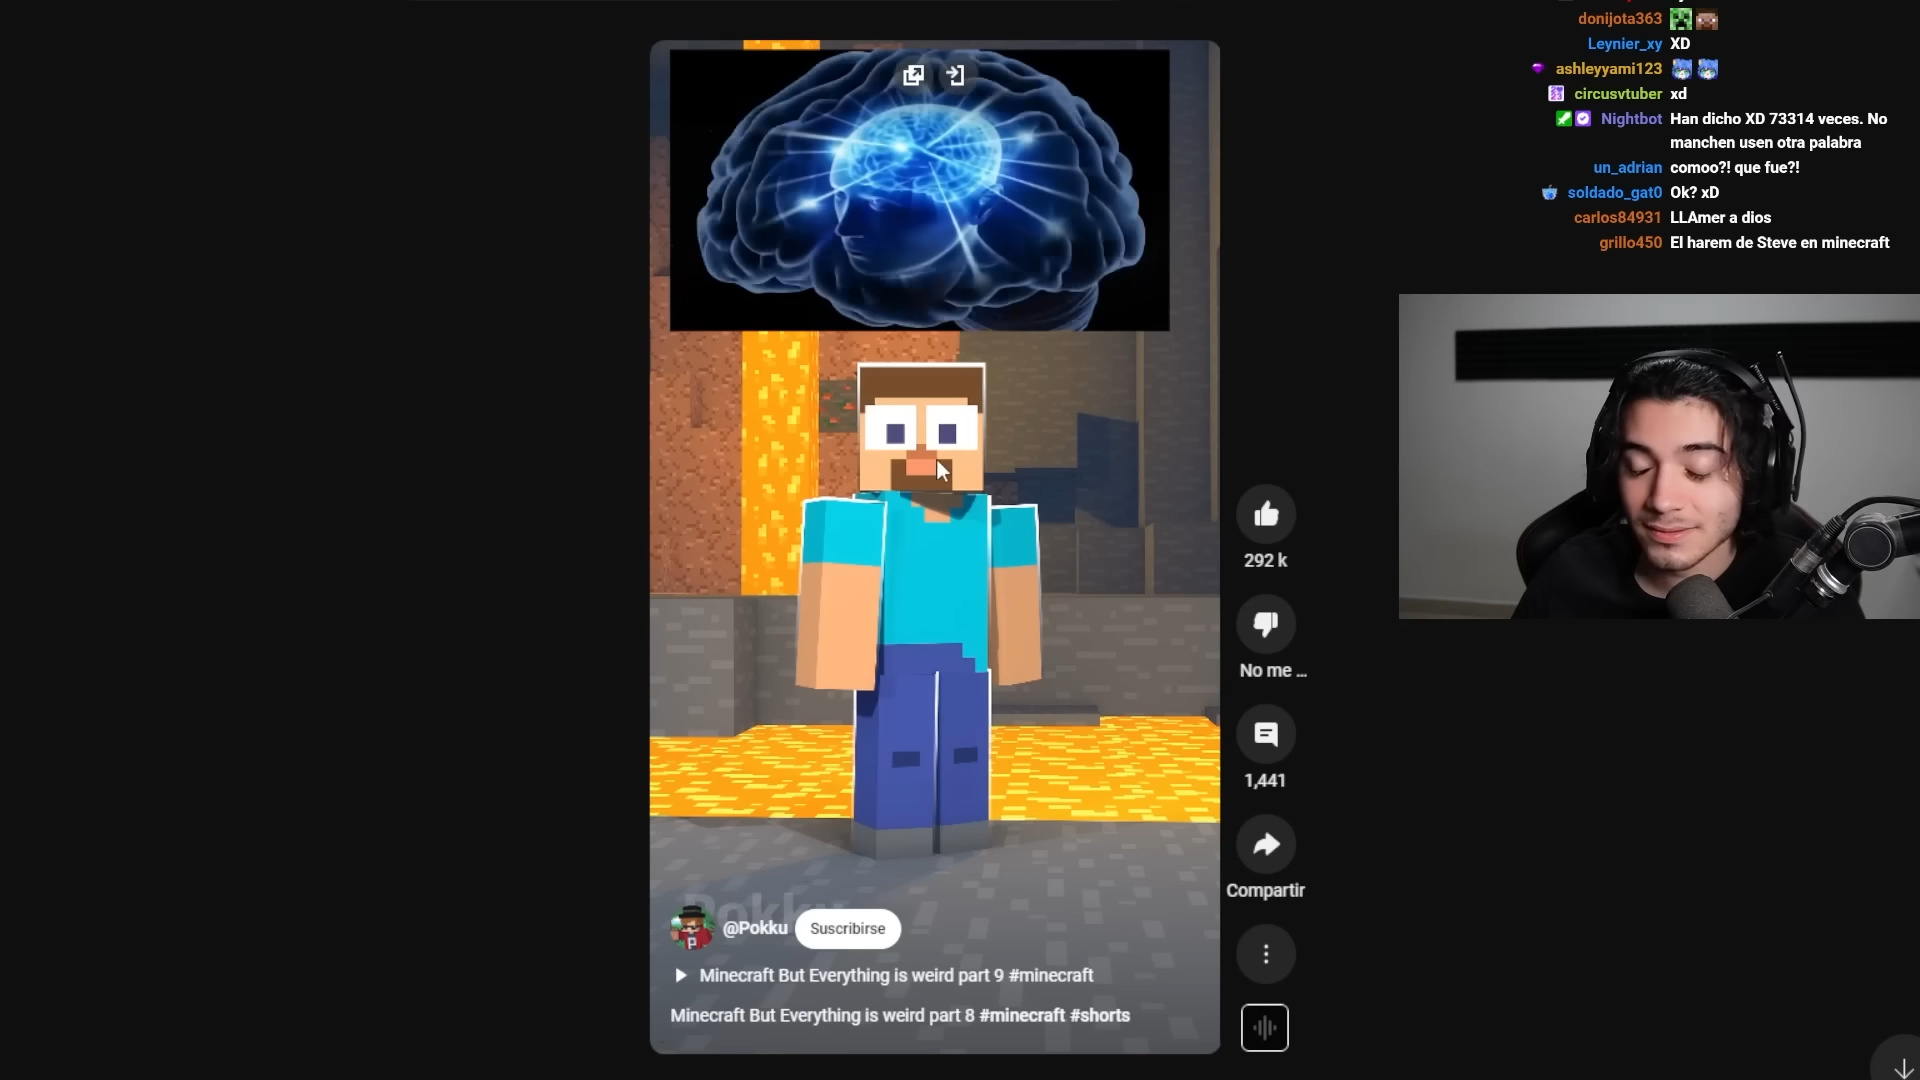 donijota363
Leynier_xy XD
ashleyyami123
circusvtuber xd
Nightbot Han dicho XD 73314 veces. No
manchen usen otra palabra
un_adrian comoo?! que fue?!
soldado_gat0 Ok? xD
carlos84931 LLAmer a dios
grillo450 El harem de Steve en minecraft
292 k
No me ...
1,441
Compartir
Pokku
@Pokku Suscribirse
Minecraft But Everything is weird part 9 #minecraft
Minecraft But Everything is weird part 8 #minecraft #shorts